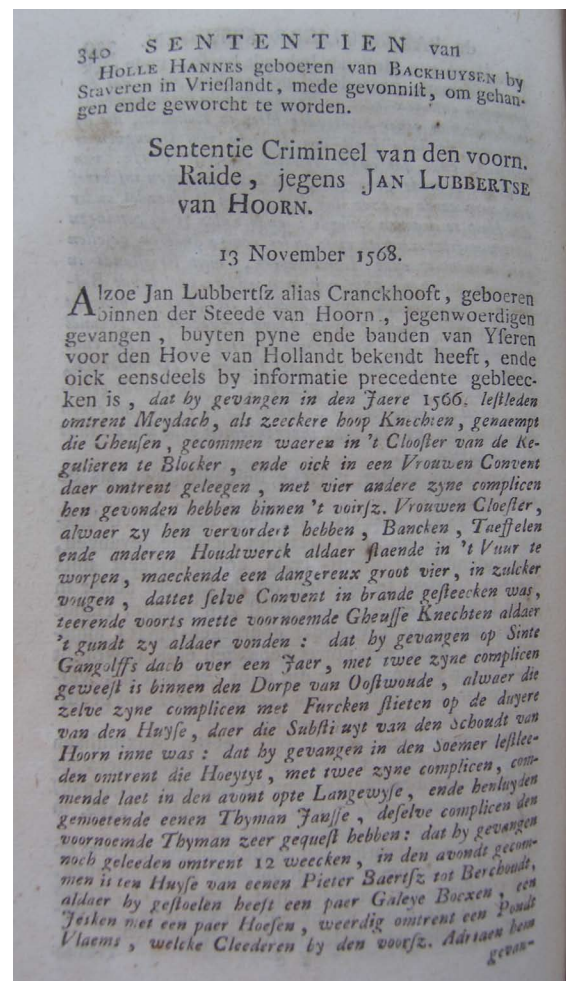 340 SENTENTIEN van
HOLLE HANNES geboeren van BACKHUYSEN by
Staveren in Vrieslandt, mede gevonniſt, om gehan-
gen ende geworcht te worden.
Sententie Crimineel van den voorn.
Raide, jegens JAN LUBBERTSE
van HOORN.
13 November 1568.
Alzoe Jan Lubbertſz alias Cranckhooft, geboeren
binnen der Steede van Hoorn, jegenwoerdigen
gevangen, buyten pyne ende banden van Yſeren
voor den Hove van Hollandt bekendt heeft, ende
oick eensdeels by informatie precedente gebleec-
ken is, dat hy gevangen in den Jaere 1566. leſtleden
omtrent Meydach, als zeeckere hoop Knechten, genaempt
die Gheuſen, gecommen waeren in 't Clooſter van de Re-
gulieren te Blocker, ende oick in een Vrouwen Convent
daer omtrent geleegen, met vier andere zyne complicen
hen gevonden hebben binnen 't voirſz. Vrouwen Cloeſter,
alwaer zy hen vervordert hebben, Bancken, Taeffelen
ende anderen Houdtwerck aldaer ſtaende in 't Vuur te
worpen, maeckende een dangereux groot vier, in zulcker
vougen, dattet ſelve Convent in brande geſteecken was,
teerende voorts mette voornoemde Gheuſſe Knechten aldaer
't gundt zy aldaer vonden: dat hy gevangen op Sinte
Gangolffs dach over een Jaer, met twee zyne complicen
geweeſt is binnen den Dorpe van Ooſtwoude, alwaer die
zelve zyne complicen met Furcken ſtieten op de duyere
van den Huyſe, daer die Subſtituyt van den Schoudt van
Hoorn inne was: dat hy gevangen in den Soemer leſtlee-
den omtrent die Hoeytyt, met twee zyne complicen, com-
mende laet in den avont opte Langewyſe, ende henluyden
gemoetende eenen Thyman Janſſe, deſelve complicen den
voornoemde Thyman zeer gequeſt hebben: dat hy gevangen
noch geleeden omtrent 12 weecken, in den avondt gecom-
men is ten Huyſe van eenen Pieter Baertſz tot Berchoudt,
aldaer hy geſtoelen heeft een paer Galeye Boexen, een
Jesken met een paer Hoeſen, weerdig omtrent een Pondt
Vlaems, welcke Cleederen by den voorſz. Adriaen hem
gevan-